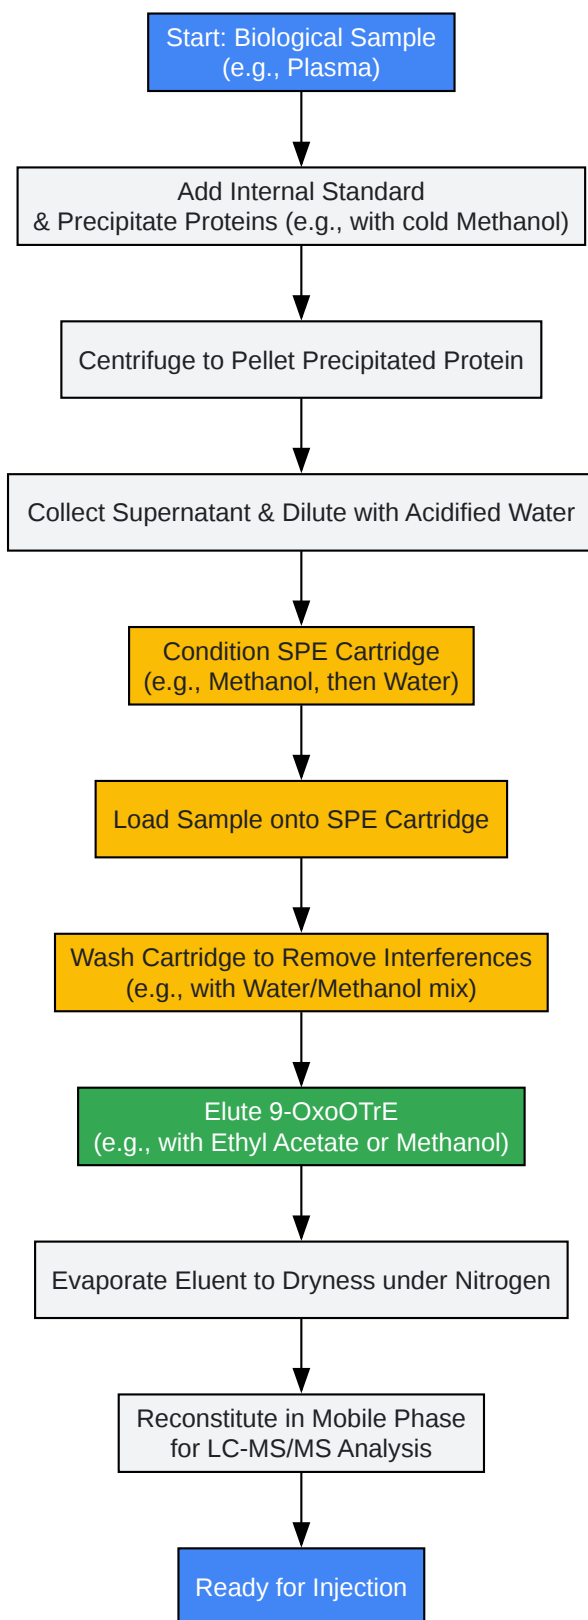 Start: Biological Sample
(e.g., Plasma)
Add Internal Standard
& Precipitate Proteins (e.g., with cold Methanol)
Centrifuge to Pellet Precipitated Protein
Collect Supernatant & Dilute with Acidified Water
Condition SPE Cartridge
(e.g., Methanol, then Water)
Load Sample onto SPE Cartridge
Wash Cartridge to Remove Interferences
(e.g., with Water/Methanol mix)
Elute 9-OxoOTrE
(e.g., with Ethyl Acetate or Methanol)
Evaporate Eluent to Dryness under Nitrogen
Reconstitute in Mobile Phase
for LC-MS/MS Analysis
Ready for Injection